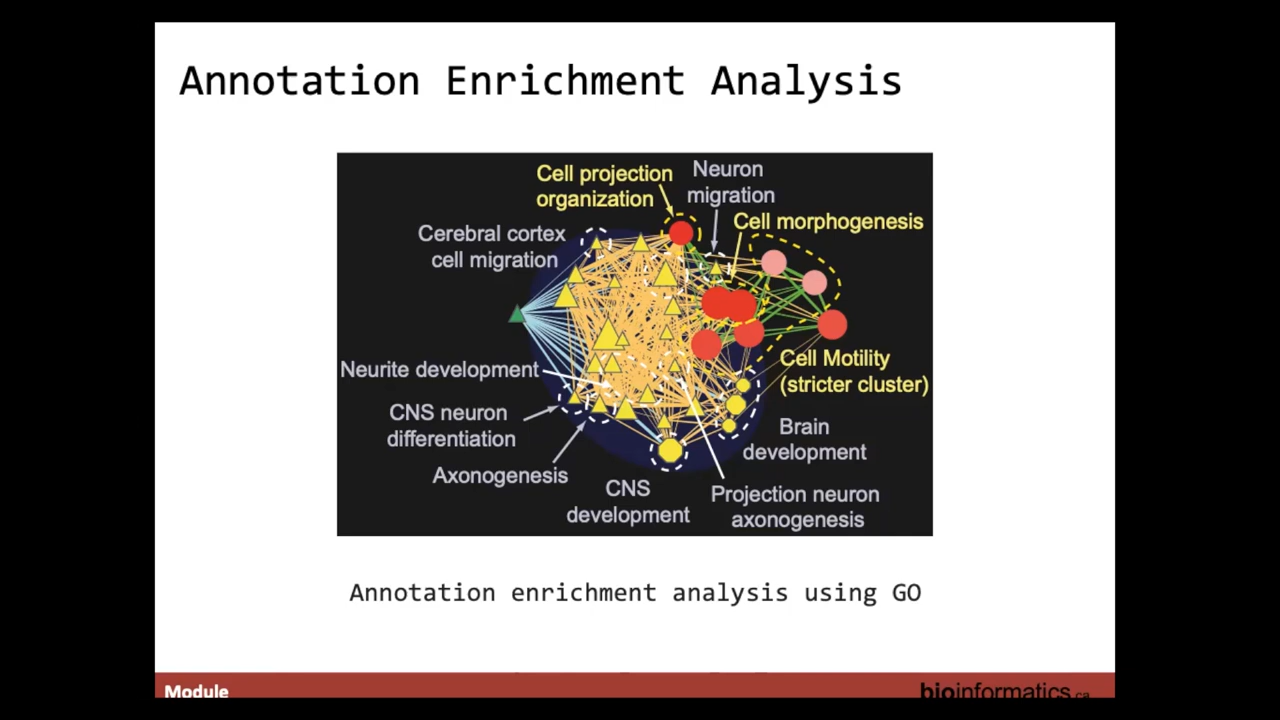 Annotation Enrichment Analysis
Cell projection
organization
Neuron
migration
Cell morphogenesis
Cerebral cortex
cell migration
Neurite development
Cell Motility
(stricter cluster)
CNS neuron
differentiation
Brain
development
Axonogenesis
CNS
development
Projection neuron
axonogenesis
Annotation enrichment analysis using GO
Module
bioinformatics.ca